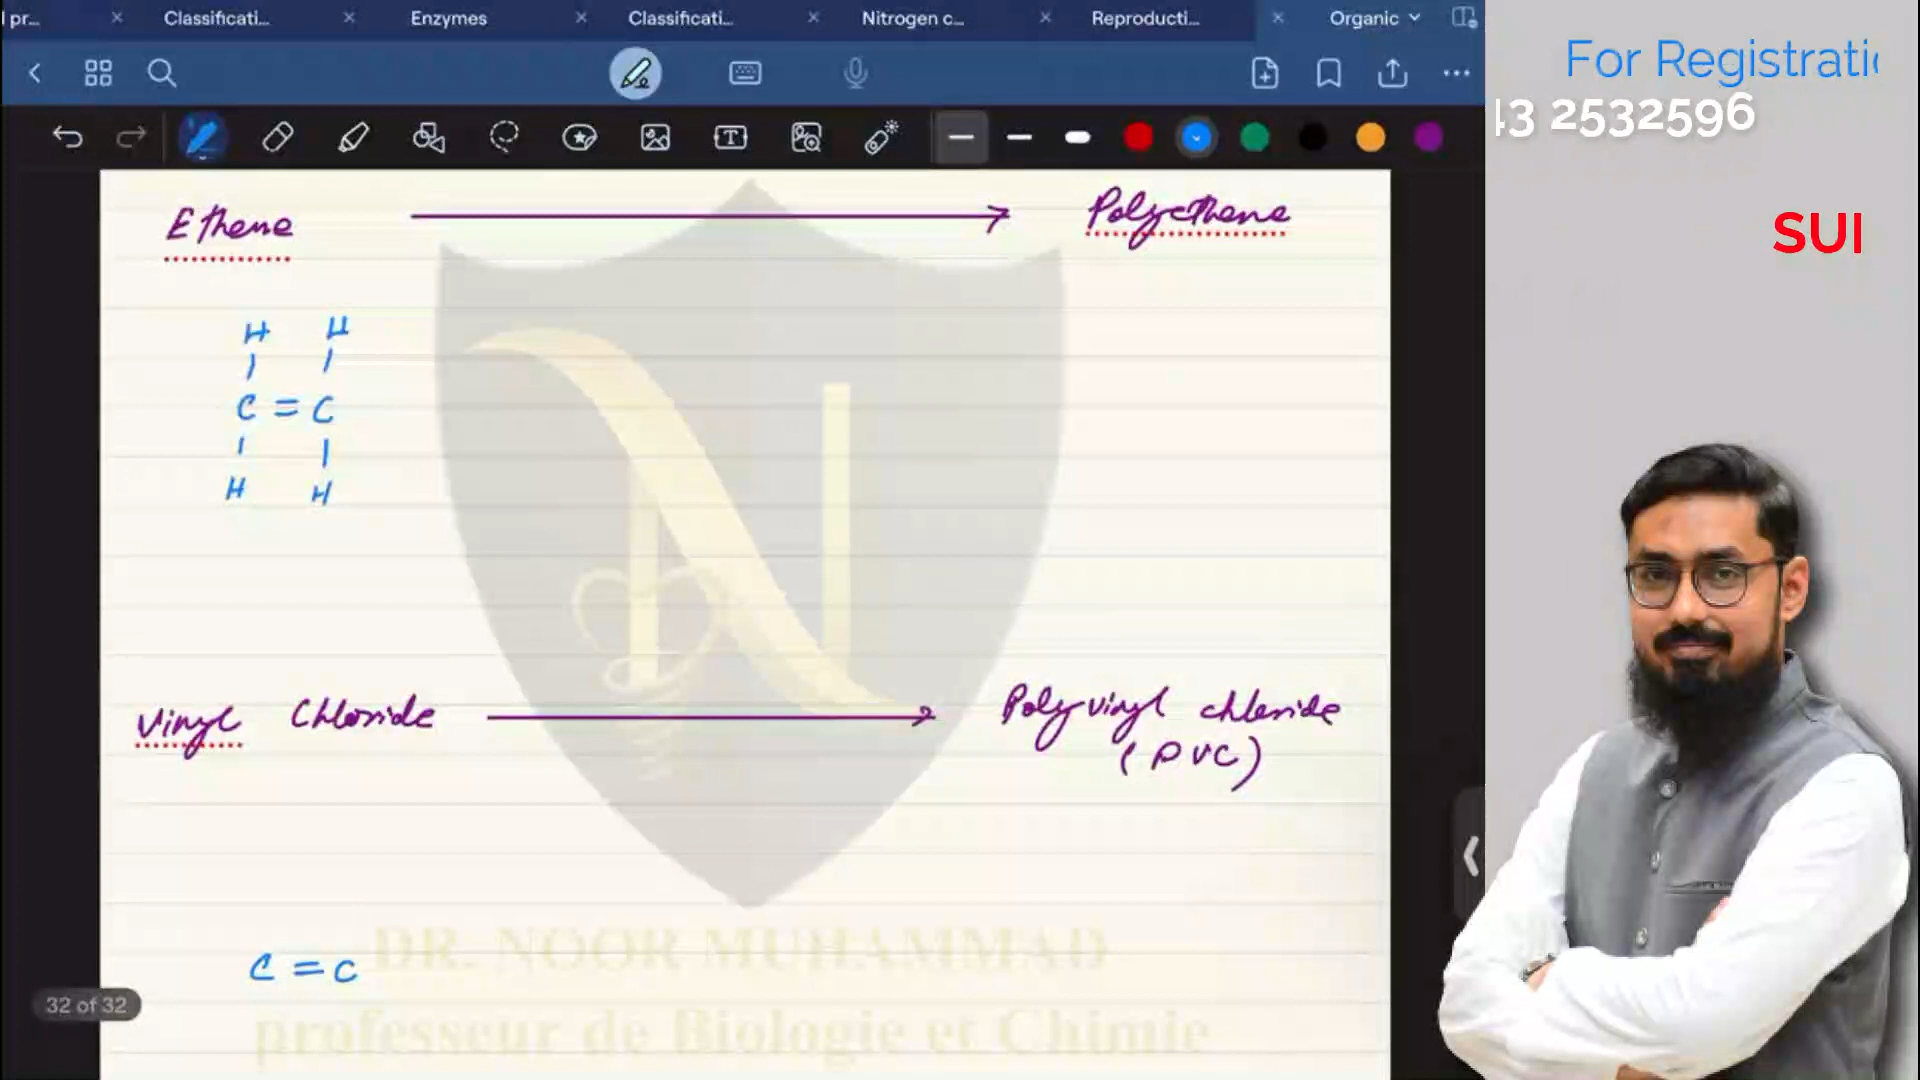 l pr...
Classificati...
Enzymes
Classificati...
Nitrogen c...
Reproducti...
Organic
For Registrati
43 2532596
SUI
Ethene
Polyethene
H H
C = C
H H
Vinyl Chloride
Polyvinyl chloride
(PVC)
DR. NOOR MUHAMMAD
C = C
32 of 32
professeur de Biologie et Chimie